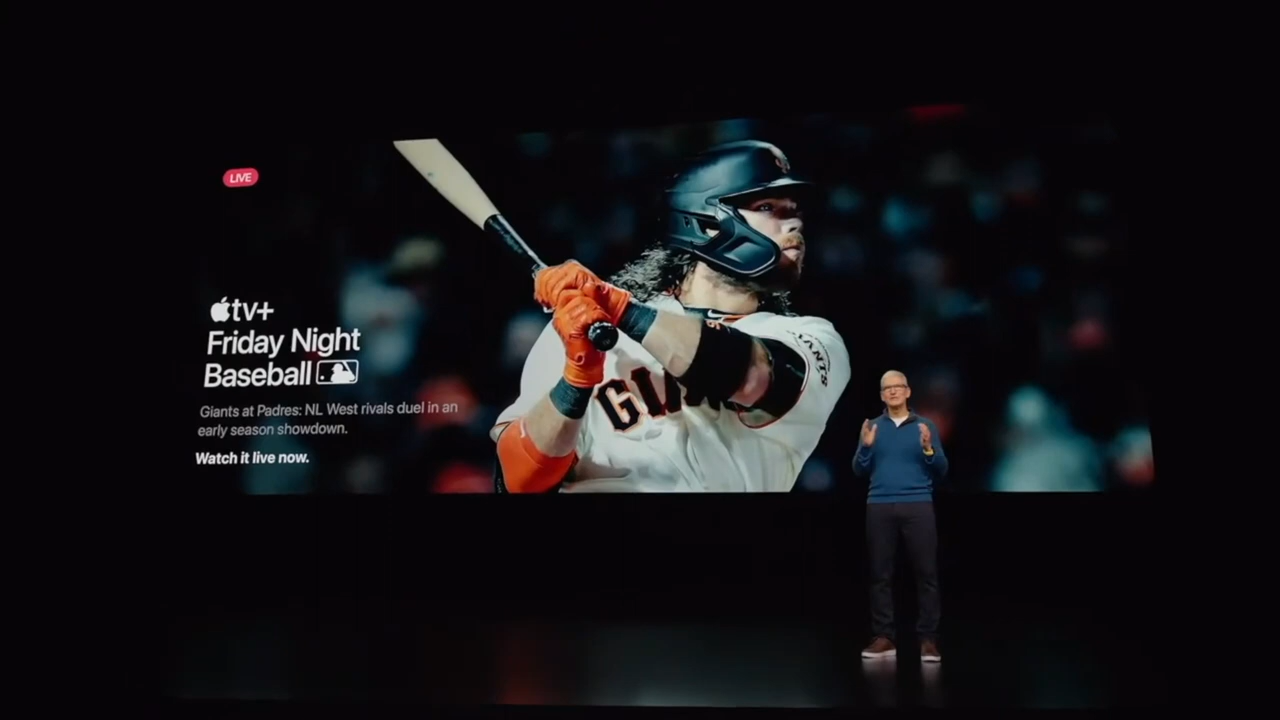 LIVE
tv+
Friday Night
Baseball
Giants at Padres: NL West rivals duel in an
early season showdown.
Watch it live now.
GIANTS